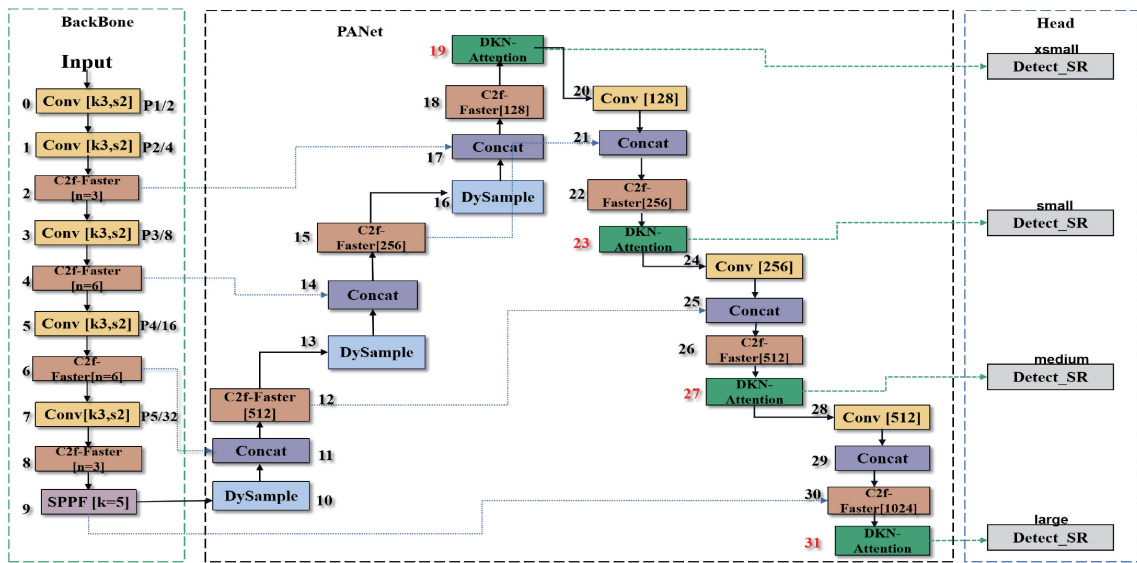 BackBone
Input
0
Conv [k3,s2]
P1/2
1
Conv [k3,s2]
P2/4
2
C2f-Faster
[n=3]
3
Conv [k3,s2]
P3/8
4
C2f-Faster
[n=6]
5
Conv [k3,s2]
P4/16
6
C2f-
Faster[n=6]
7
Conv[k3,s2]
P5/32
8
C2f-Faster
[n=3]
9
SPPF [k=5]
PANet
19
DKN-
Attention
18
C2f-
Faster[128]
17
Concat
16
DySample
15
C2f-
Faster[256]
14
Concat
13
DySample
12
C2f-Faster
[512]
11
Concat
10
DySample
20
Conv [128]
21
Concat
22
C2f-
Faster[256]
23
DKN-
Attention
24
Conv [256]
25
Concat
26
C2f-
Faster[512]
27
DKN-
Attention
28
Conv [512]
29
Concat
30
C2f-
Faster[1024]
31
DKN-
Attention
Head
xsmall
Detect_SR
small
Detect_SR
medium
Detect_SR
large
Detect_SR